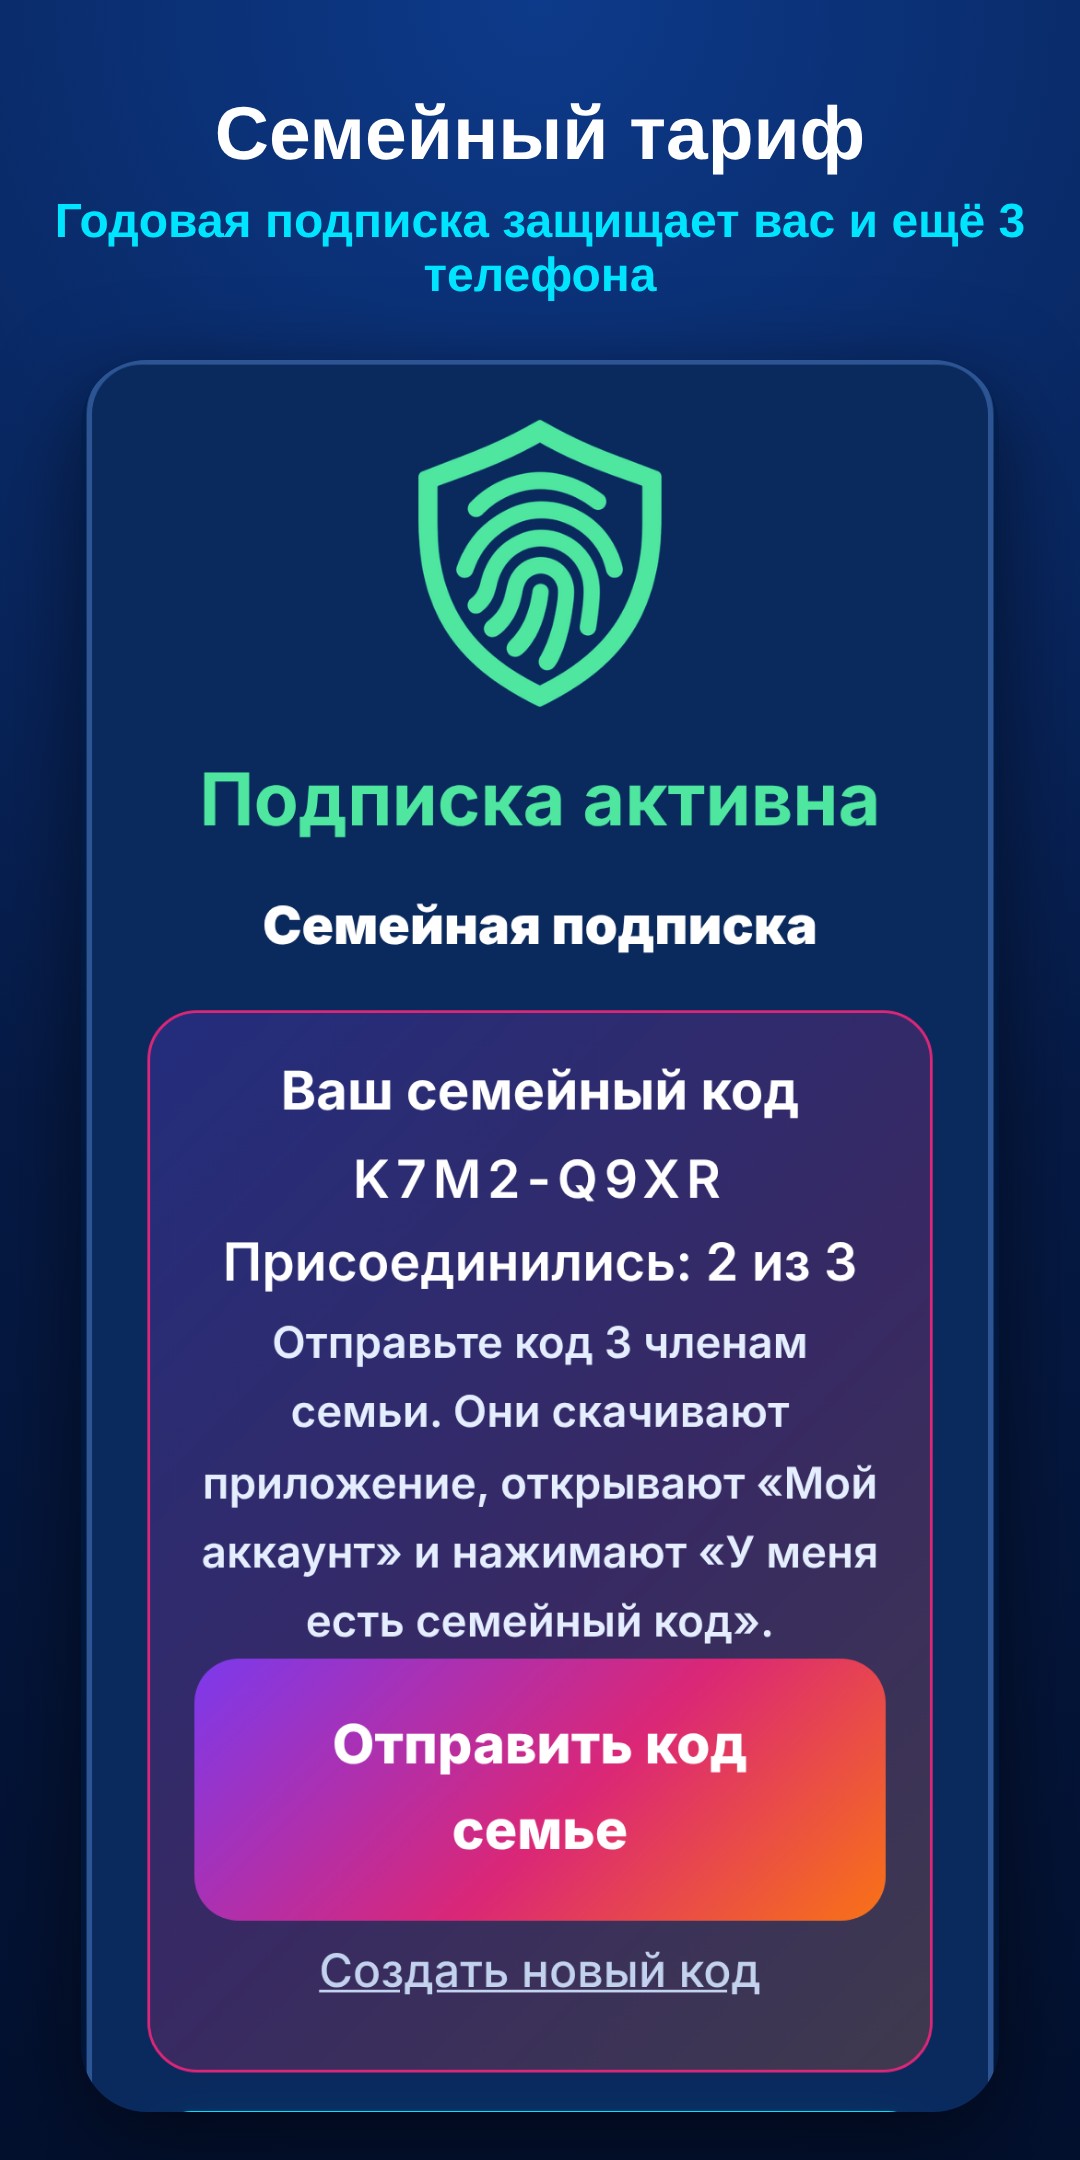 Семейный тариф
Годовая подписка защищает вас и ещё 3
телефона
Подписка активна
Семейная подписка
Ваш семейный код
K7M2-Q9XR
Присоединились: 2 из 3
Отправьте код 3 членам
семьи. Они скачивают
приложение, открывают «Мой
аккаунт» и нажимают «У меня
есть семейный код».
Отправить код
семье
Создать новый код